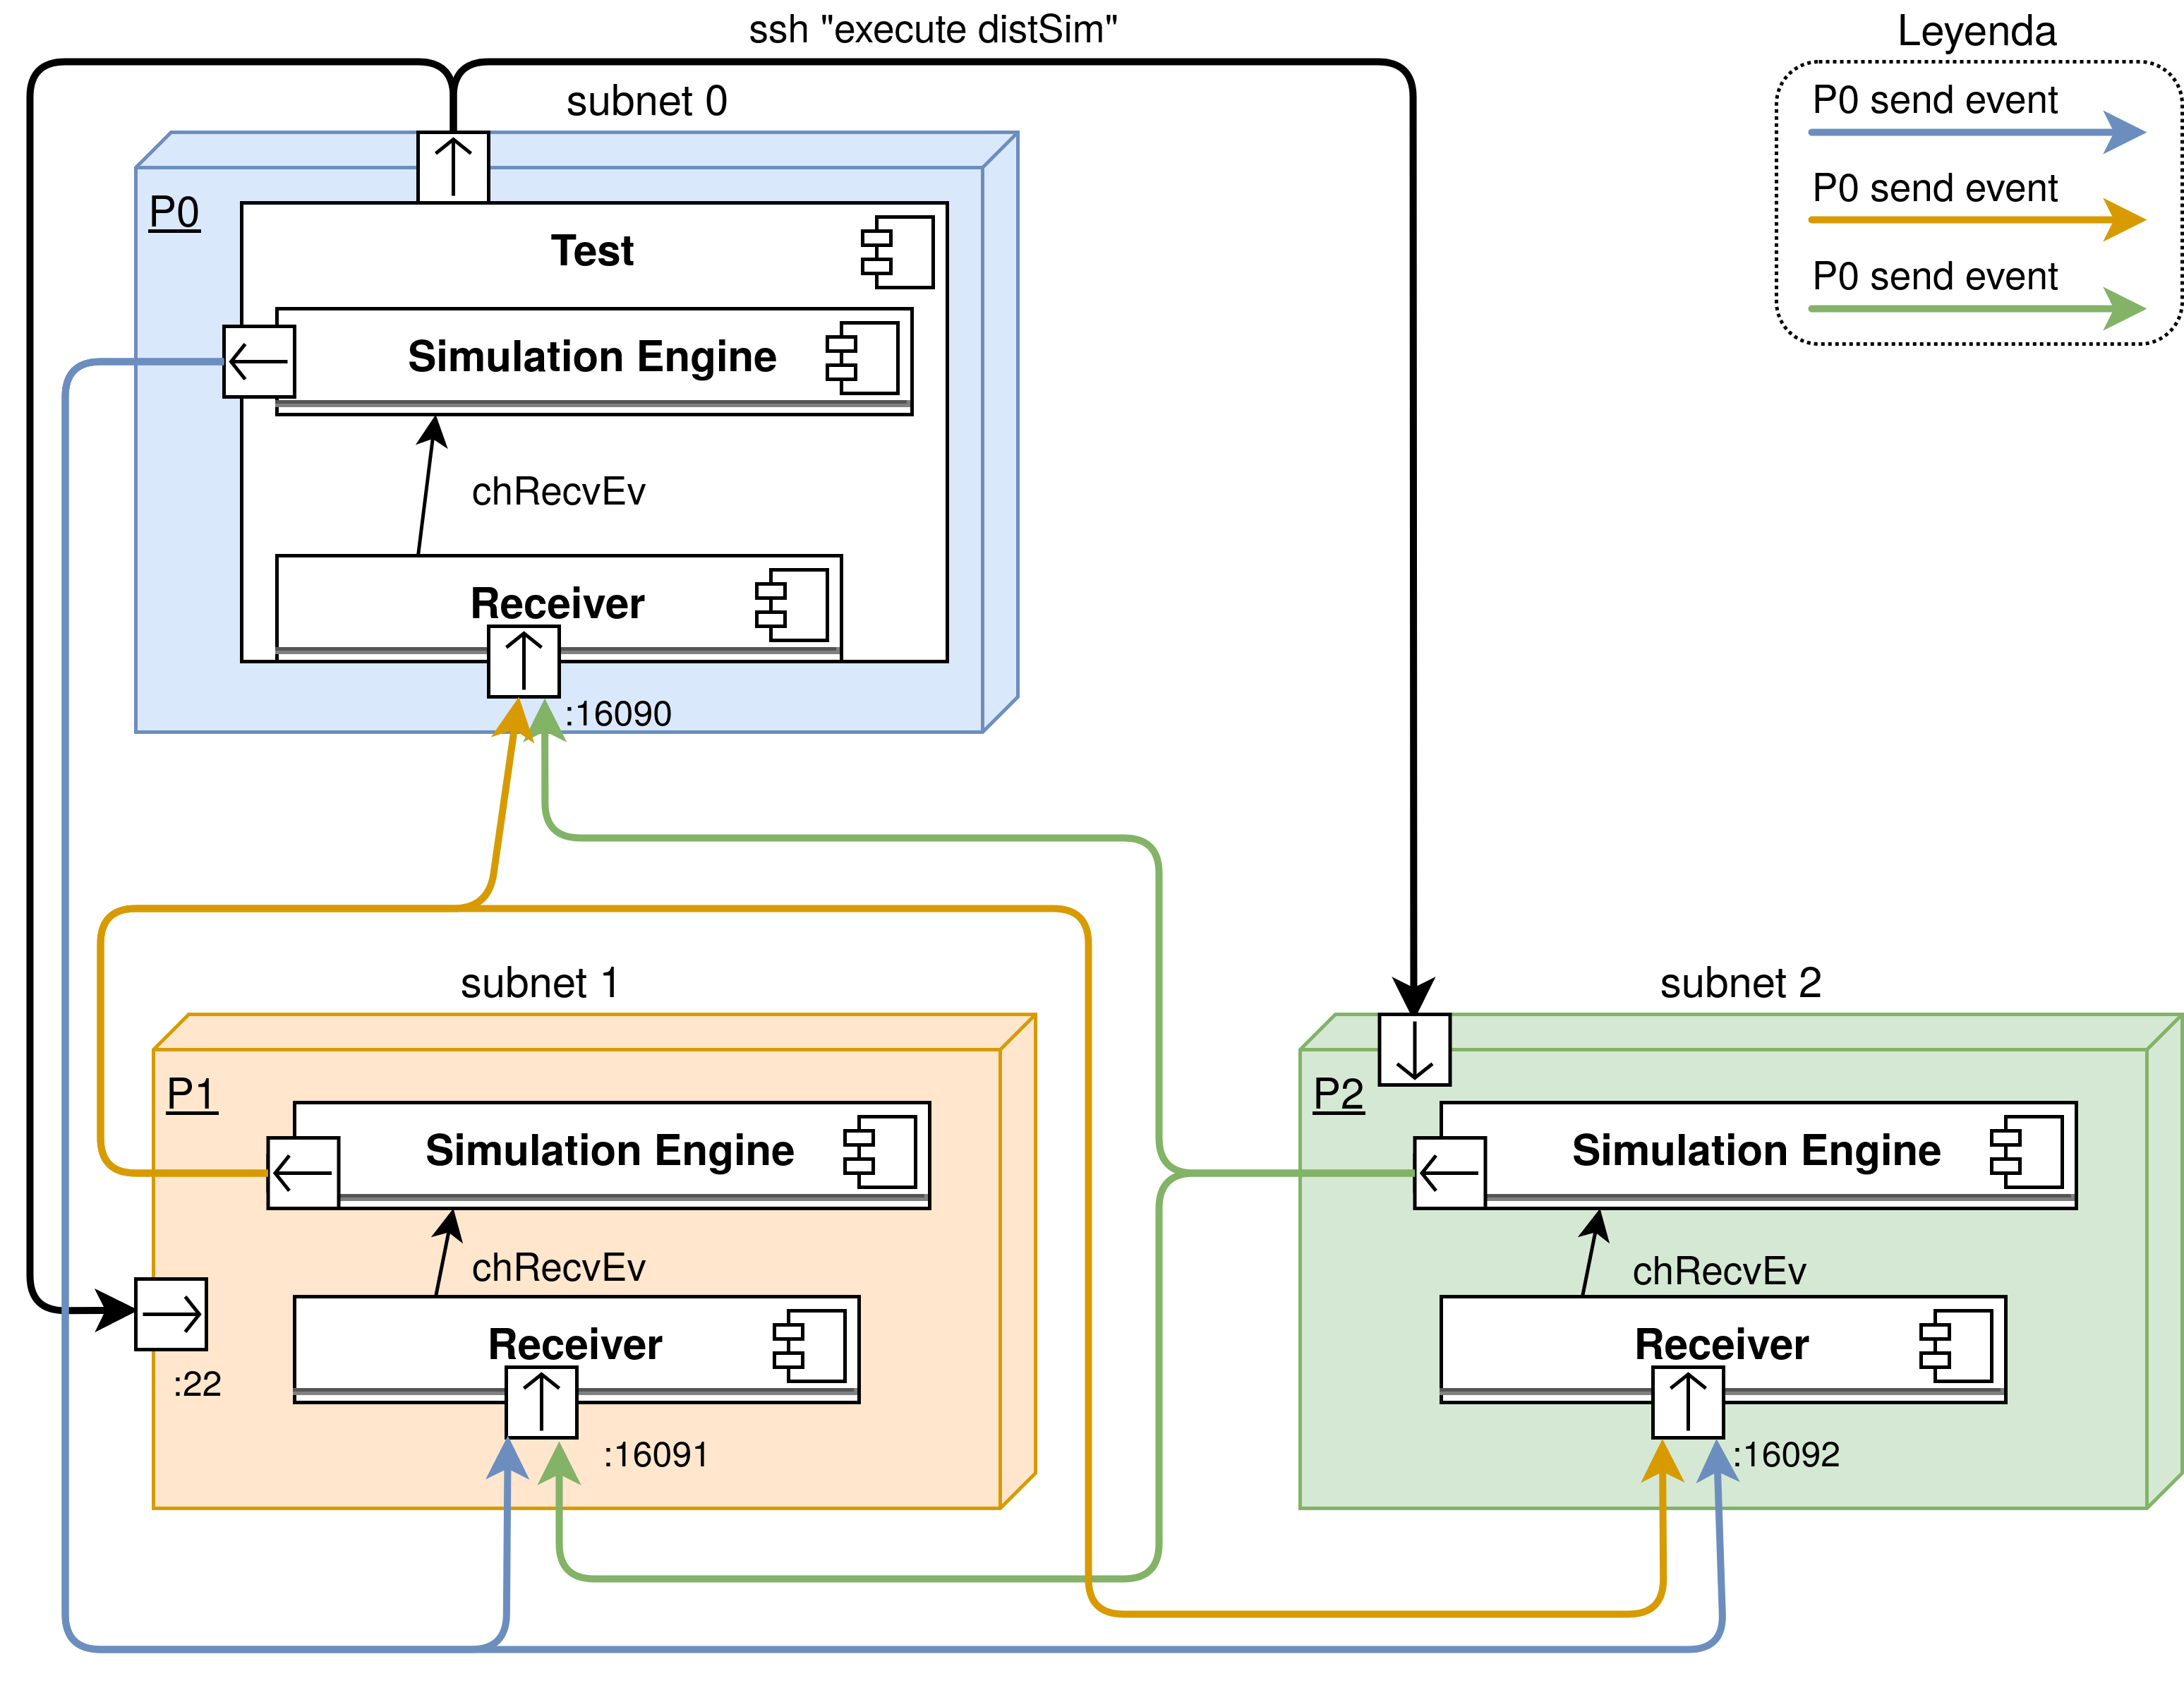 ssh "execute distSim"
Leyenda
P0 send event
P0 send event
P0 send event
subnet 0
P0
Test
Simulation Engine
chRecvEv
Receiver
:16090
subnet 1
P1
Simulation Engine
chRecvEv
Receiver
:22
:16091
subnet 2
P2
Simulation Engine
chRecvEv
Receiver
:16092